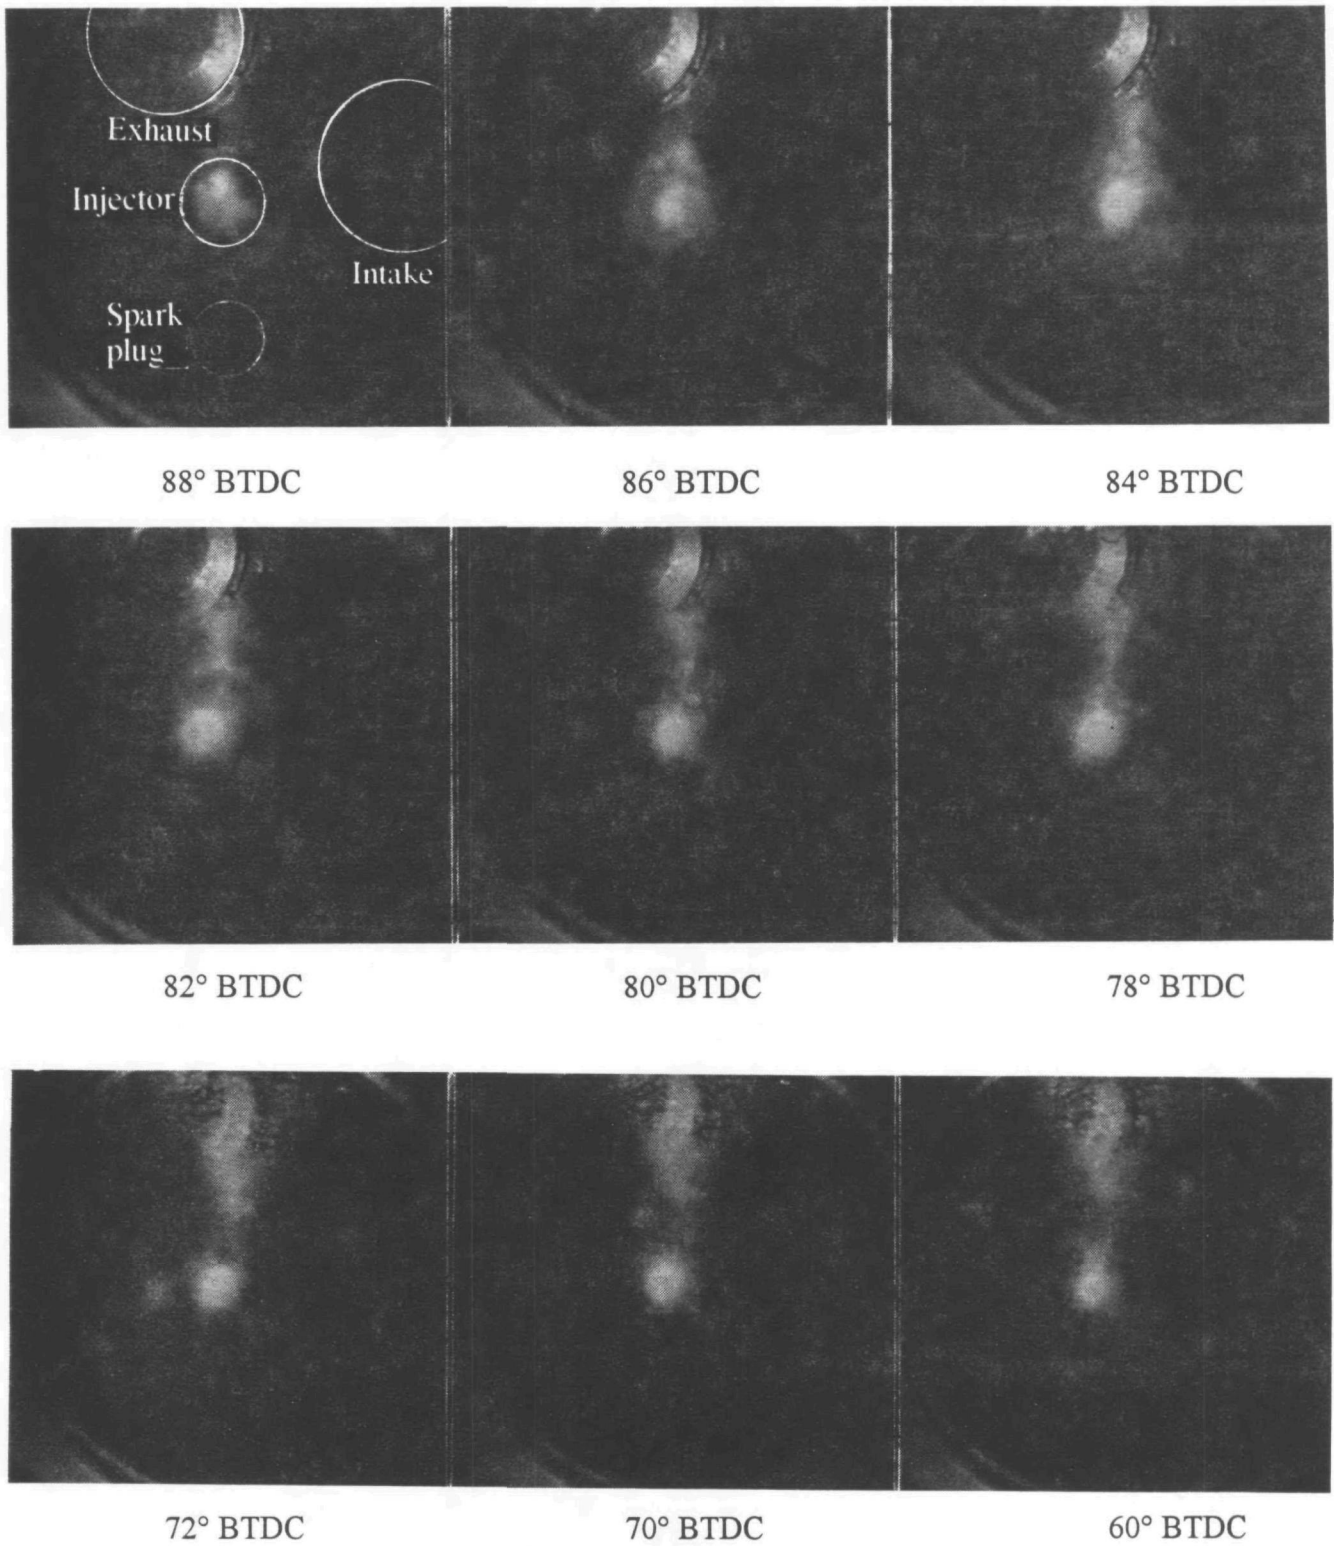 Exhaust
Injector
Intake
Spark
plug
88° BTDC
86° BTDC
84° BTDC
82° BTDC
80° BTDC
78° BTDC
72° BTDC
70° BTDC
60° BTDC